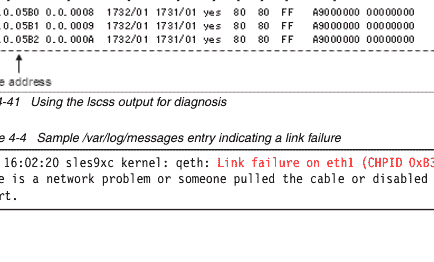 .0.05B0 0.0.0008 1732/01 1731/01 yes 80 80 FF A9000000 00000000
.0.05B1 0.0.0009 1732/01 1731/01 yes 80 80 FF A9000000 00000000
.0.05B2 0.0.000A 1732/01 1731/01 yes 80 80 FF A9000000 00000000
e address
-41 Using the lscss output for diagnosis
e 4-4 Sample /var/log/messages entry indicating a link failure
16:02:20 sles9xc kernel: qeth: Link failure on eth1 (CHPID 0xB3
e is a network problem or someone pulled the cable or disabled
rt.